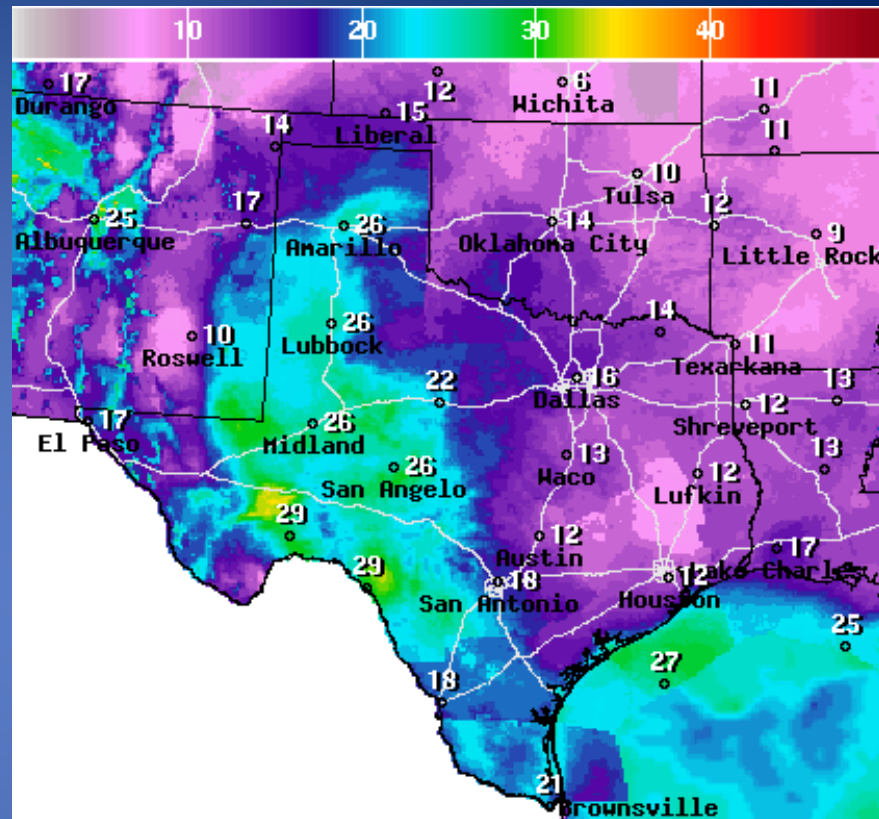 10 20 30 40
17 12 6 11
Durango Wichita
15
Liberal
14 11
10
Tulsa
25 17 26 14 12 9
Albuquerque Amarillo Oklahoma City Little Rock
10 26 14 11
Roswell Lubbock Texarkana
16
Dallas
17 26 22 12 13
El Paso Midland Shreveport
26 13 12 13
San Angelo Waco Lufkin
29 12 17
Austin Lake Charles
29 18 12
San Antonio Houston
25
27
18
21
Brownsville